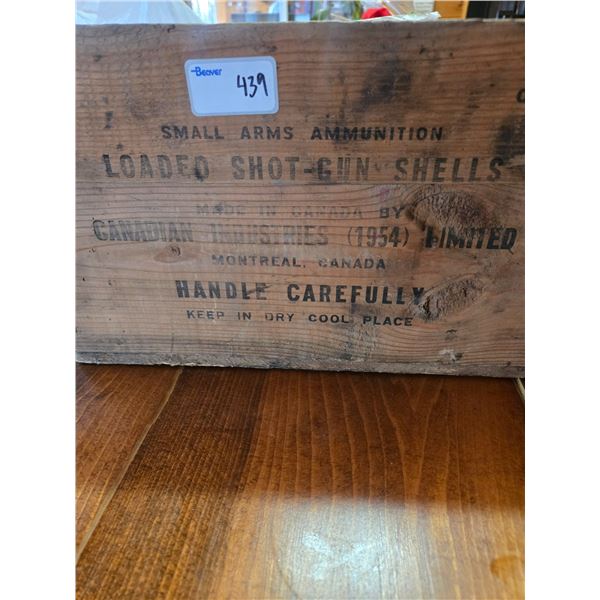 Beaver
439
SMALL ARMS AMMUNITION
LOADED SHOT-GUN SHELLS
MADE IN CANADA BY
CANADIAN INDUSTRIES (1954) LIMITED
MONTREAL, CANADA
HANDLE CAREFULLY
KEEP IN DRY COOL PLACE